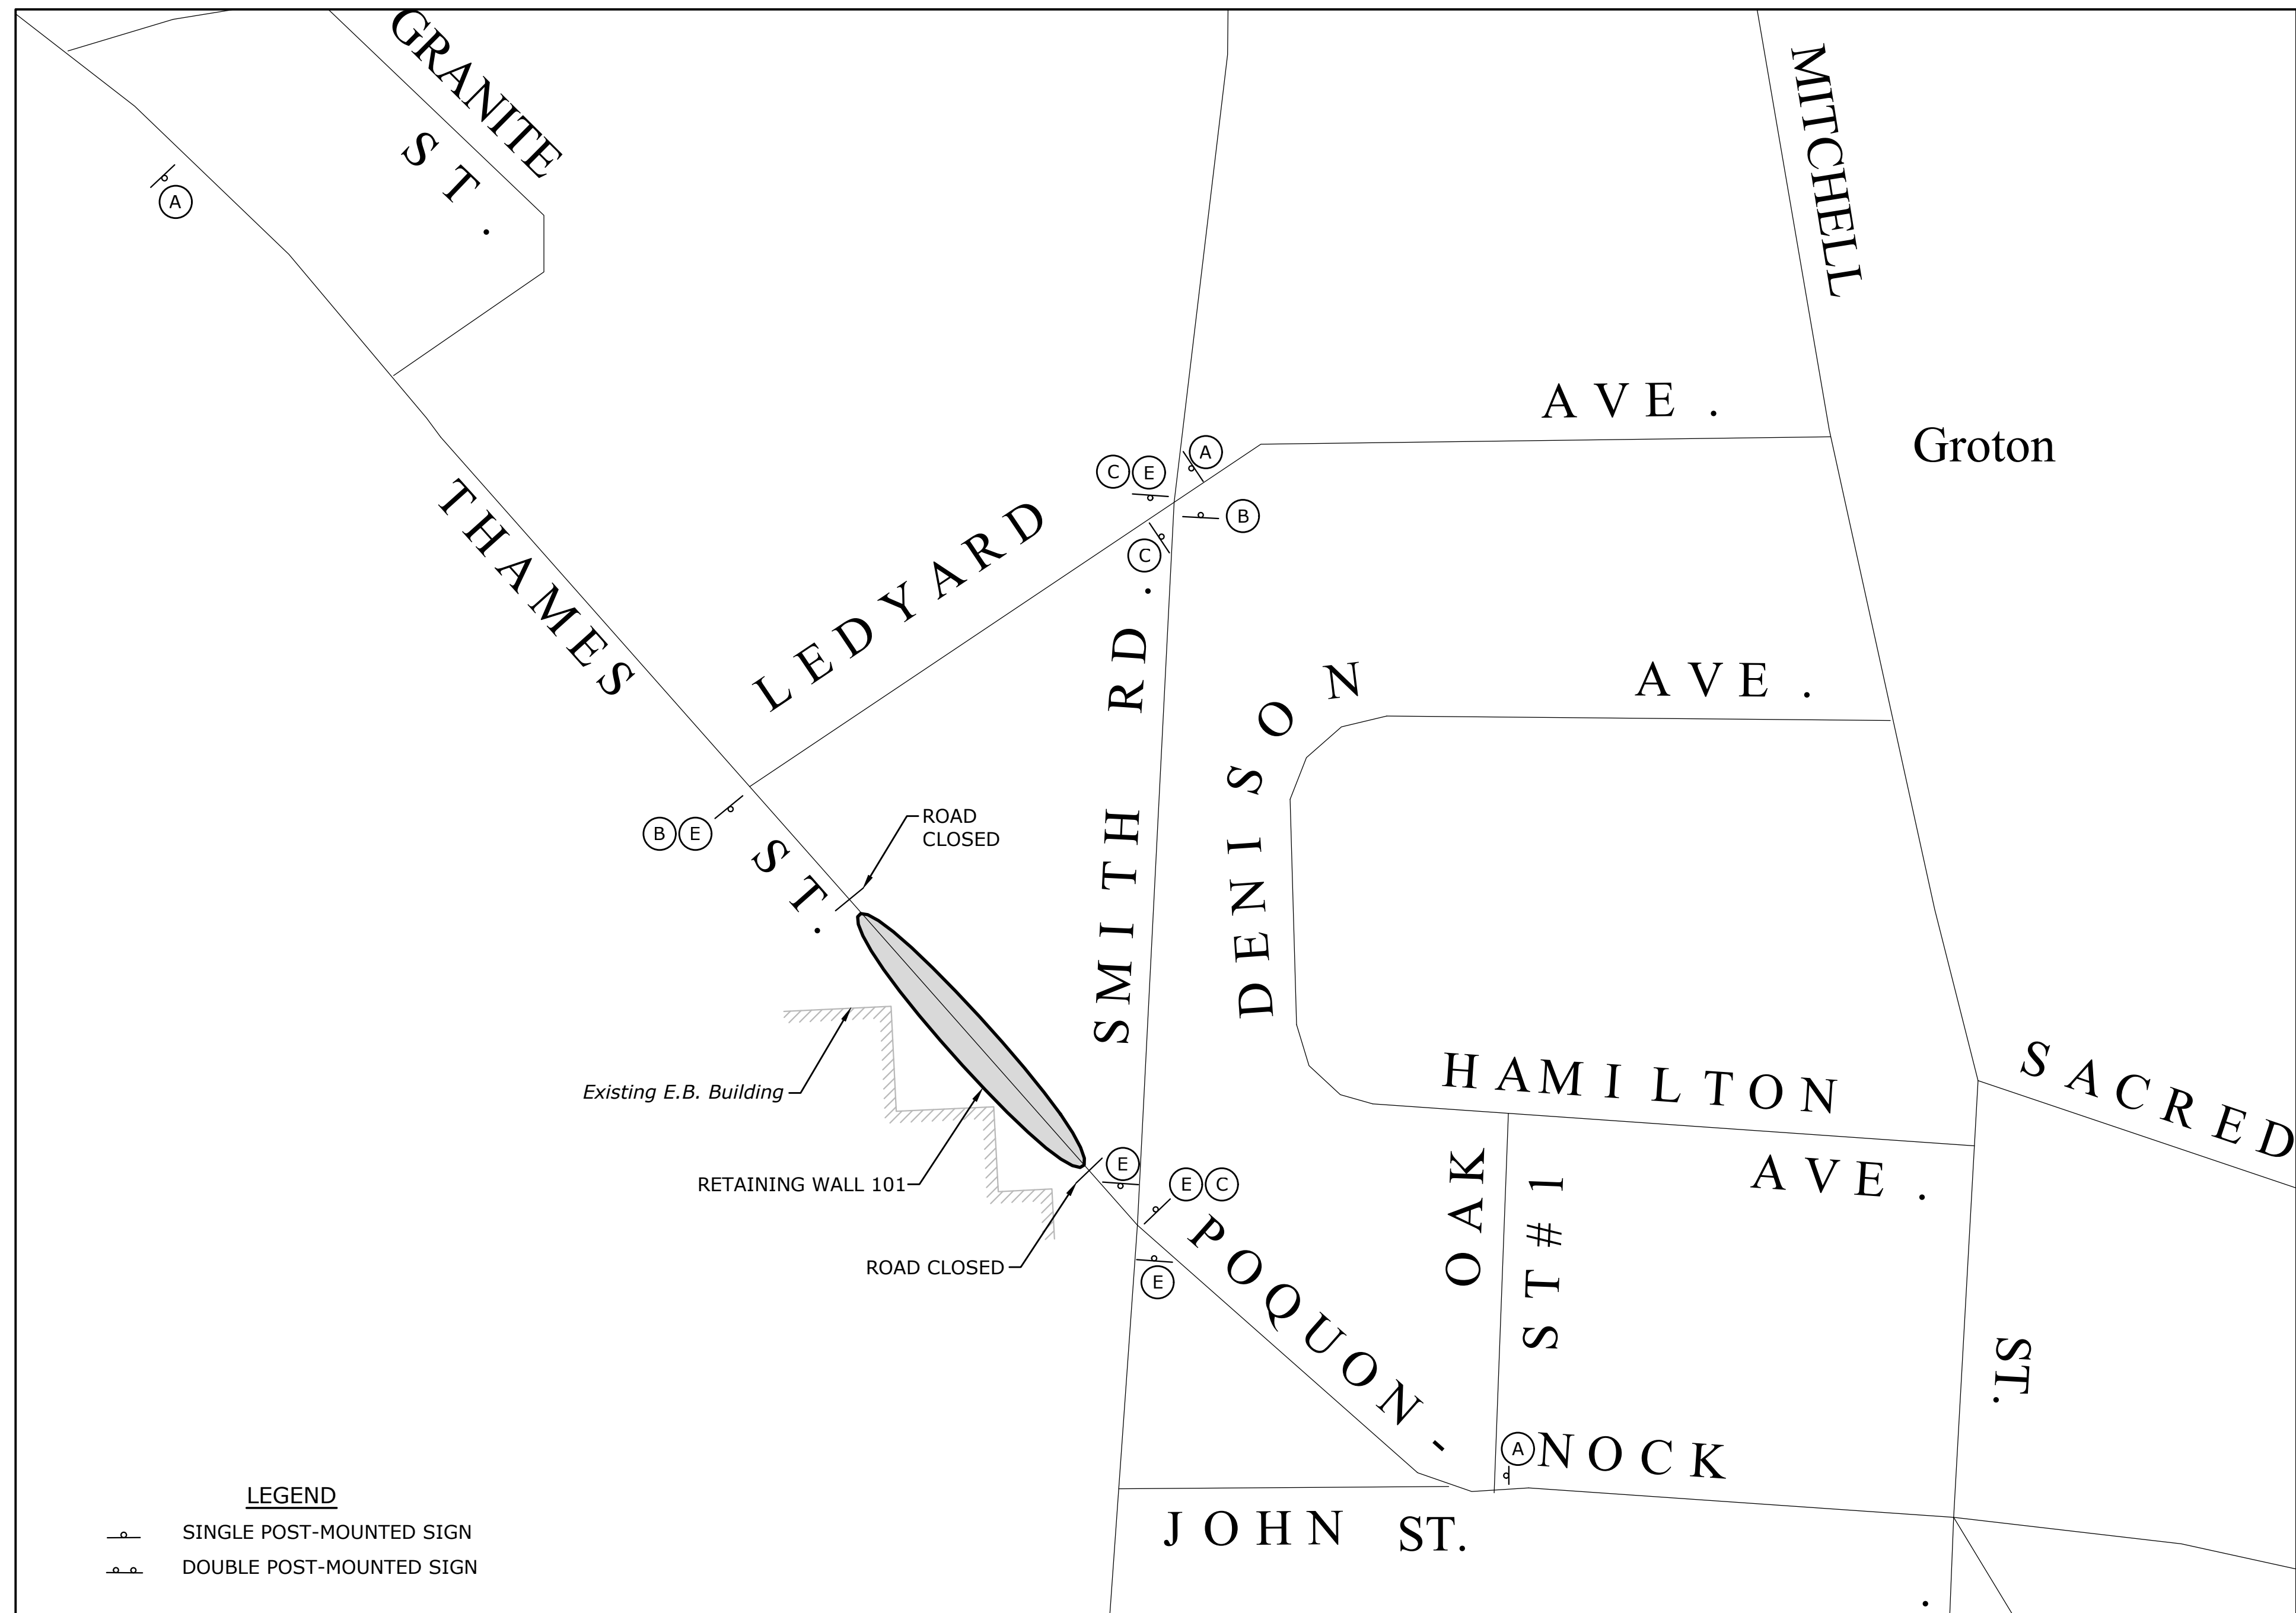 GRANITE
ST.
MITCHELL
A
AVE.
Groton
THAMES
LEDYARD
A
C E
B
C
SMITH RD.
DENISON
AVE.
B E
ST.
ROAD
CLOSED
Existing E.B. Building
RETAINING WALL 101
ROAD CLOSED
HAMILTON
AVE.
SACRED
E
E C
E
POQUON-
NOCK
OAK
ST#1
A
ST.
JOHN ST.
LEGEND
SINGLE POST-MOUNTED SIGN
DOUBLE POST-MOUNTED SIGN